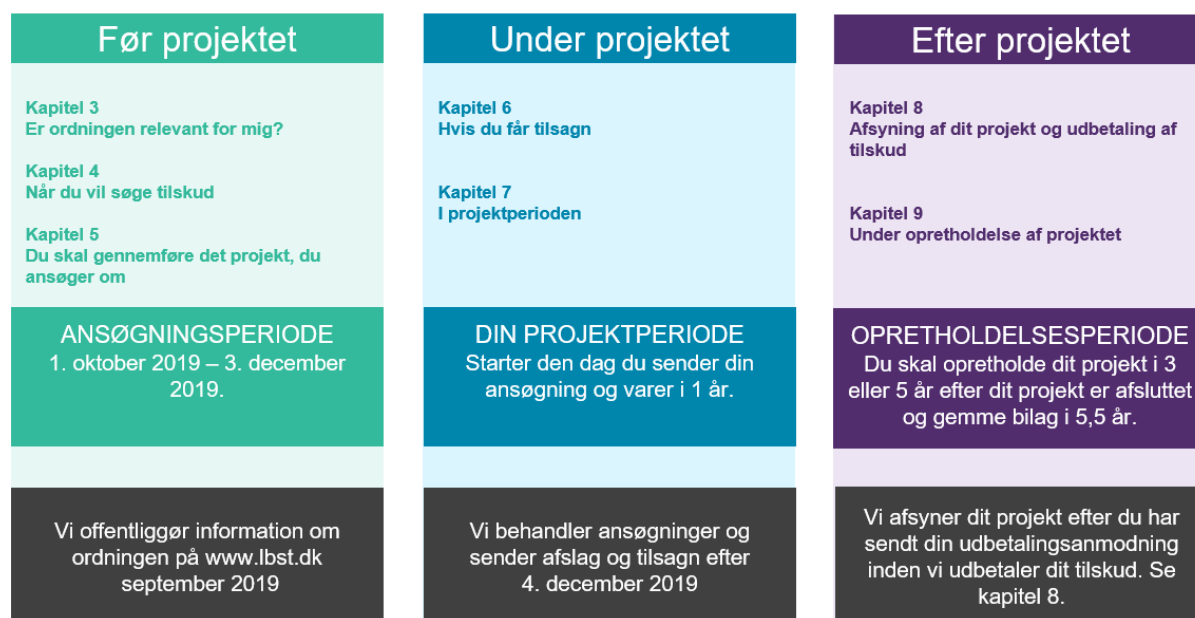 Før projektet
Kapitel 3
Er ordningen relevant for mig?
Kapitel 4
Når du vil søge tilskud
Kapitel 5
Du skal gennemføre det projekt, du
ansøger om
ANSØGNINGSPERIODE
1. oktober 2019 – 3. december
2019.
Vi offentliggør information om
ordningen på www.lbst.dk
september 2019
Under projektet
Kapitel 6
Hvis du får tilsagn
Kapitel 7
I projektperioden
DIN PROJEKTPERIODE
Starter den dag du sender din
ansøgning og varer i 1 år.
Vi behandler ansøgninger og
sender afslag og tilsagn efter
4. december 2019
Efter projektet
Kapitel 8
Afsyning af dit projekt og udbetaling af
tilskud
Kapitel 9
Under opretholdelse af projektet
OPRETHOLDELSESPERIODE
Du skal opretholde dit projekt i 3
eller 5 år efter dit projekt er afsluttet
og gemme bilag i 5,5 år.
Vi afsyner dit projekt efter du har
sendt din udbetalingsanmodning
inden vi udbetaler dit tilskud. Se
kapitel 8.